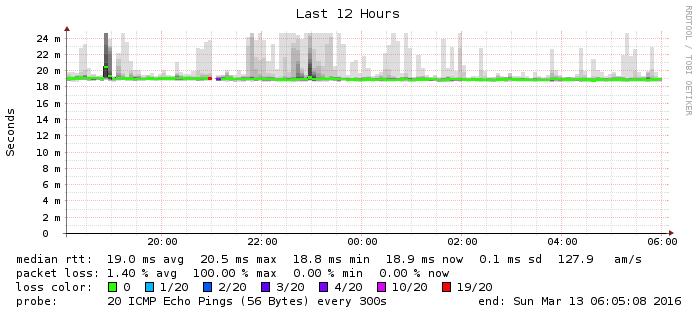 Last 12 Hours
RRDTOOL / TOBI OETIKER
Seconds
24 m
22 m
20 m
18 m
16 m
14 m
12 m
10 m
8 m
6 m
4 m
2 m
0
20:00 22:00 00:00 02:00 04:00 06:00
median rtt: 19.0 ms avg 20.5 ms max 18.8 ms min 18.9 ms now 0.1 ms sd 127.9 am/s
packet loss: 1.40 % avg 100.00 % max 0.00 % min 0.00 % now
loss color: 0 1/20 2/20 3/20 4/20 10/20 19/20
probe: 20 ICMP Echo Pings (56 Bytes) every 300s end: Sun Mar 13 06:05:08 2016